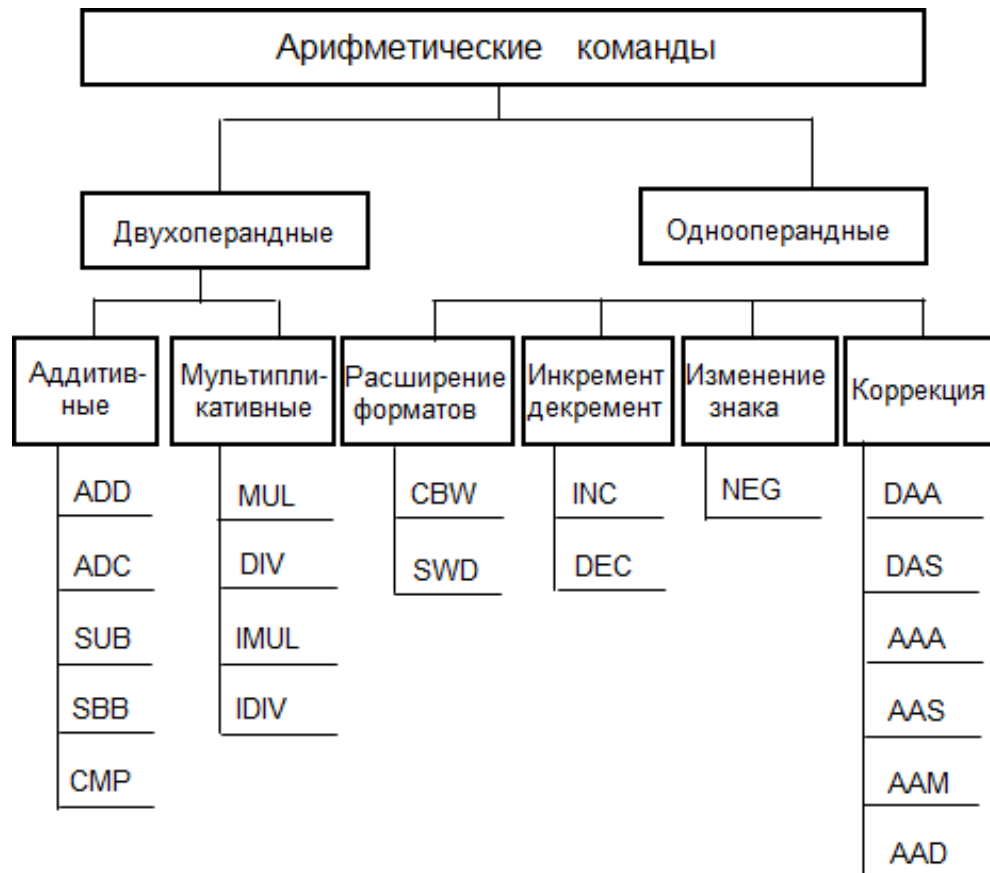 Арифметические команды
Двухоперандные
Однооперандные
Аддитив-
ные
Мультипли-
кативные
Расширение
форматов
Инкремент
декремент
Изменение
знака
Коррекция
ADD
ADC
SUB
SBB
CMP
MUL
DIV
IMUL
IDIV
CBW
SWD
INC
DEC
NEG
DAA
DAS
AAA
AAS
AAM
AAD